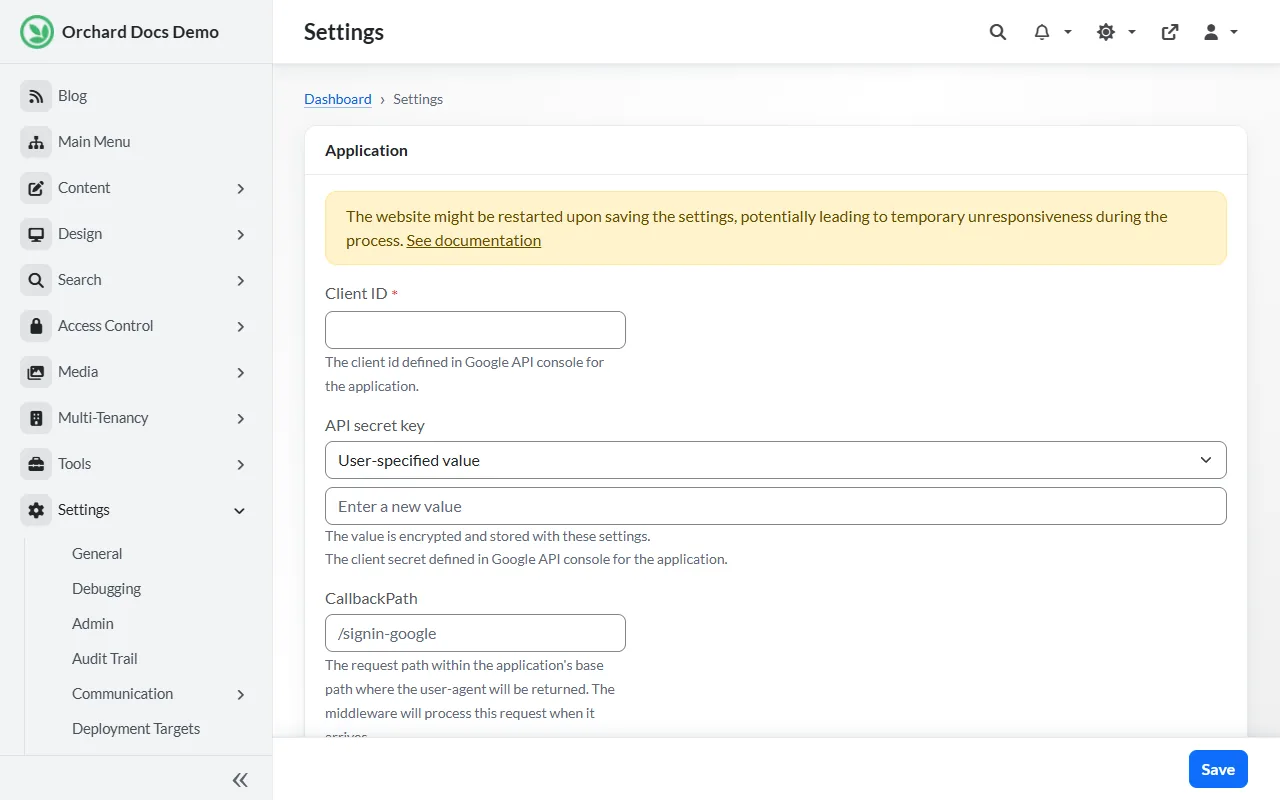 Orchard Docs Demo
Settings
Blog
Main Menu
Content
Design
Search
Access Control
Media
Multi-Tenancy
Tools
Settings
General
Debugging
Admin
Audit Trail
Communication
Deployment Targets
Dashboard › Settings
Application
The website might be restarted upon saving the settings, potentially leading to temporary unresponsiveness during the
process. See documentation
Client ID *
The client id defined in Google API console for
the application.
API secret key
User-specified value
Enter a new value
The value is encrypted and stored with these settings.
The client secret defined in Google API console for the application.
CallbackPath
/signin-google
The request path within the application's base
path where the user-agent will be returned. The
middleware will process this request when it
arrives.
Save